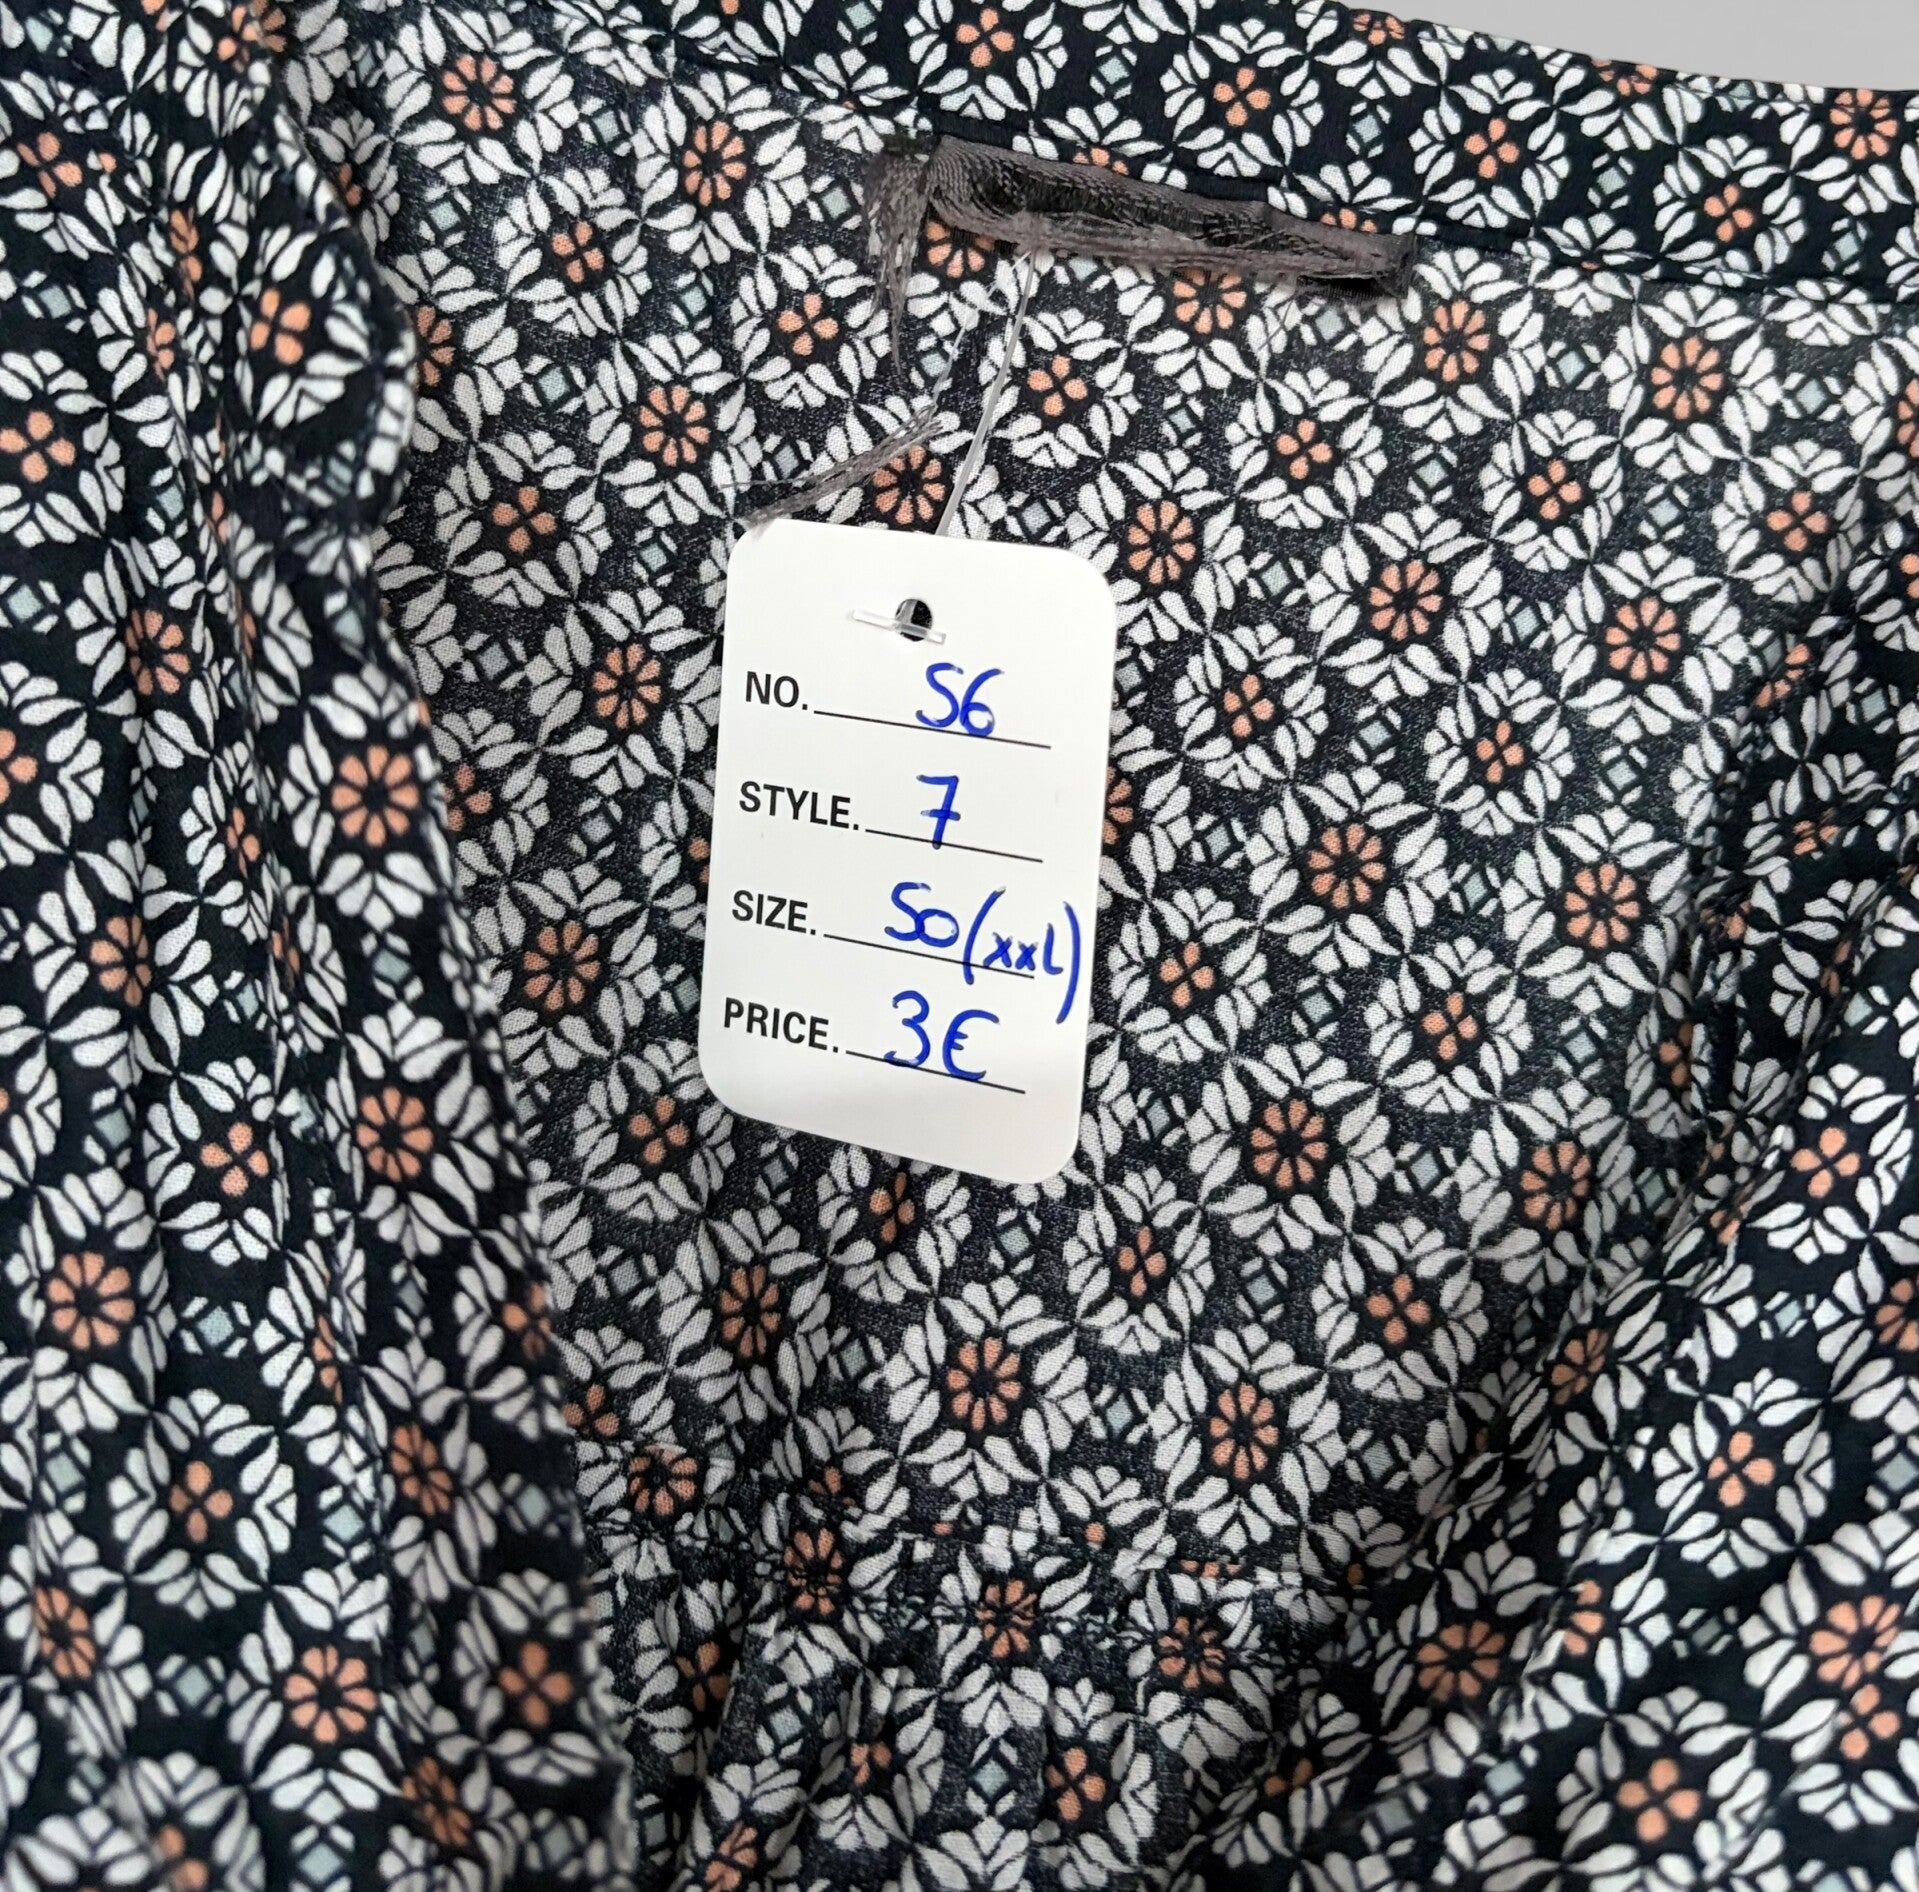 NO. 56
STYLE. 7
SIZE. 50 (xxL)
PRICE. 3€